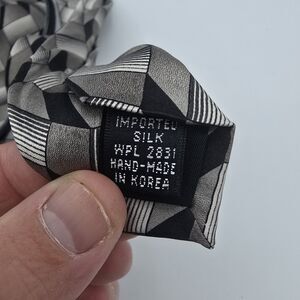 IMPORTED
SILK
WPL 2831
HAND-MADE
IN KOREA